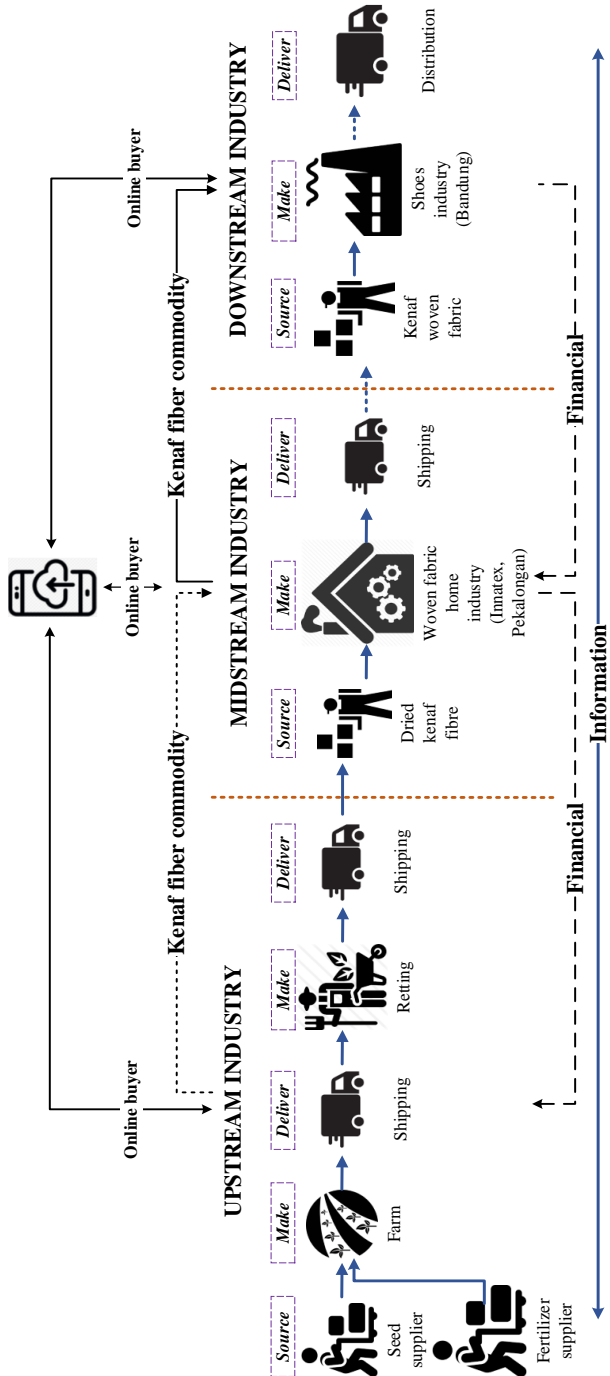 Online buyer
Online buyer
Online buyer
Kenaf fiber commodity
Kenaf fiber commodity
UPSTREAM INDUSTRY
MIDSTREAM INDUSTRY
DOWNSTREAM INDUSTRY
Source
Make
Deliver
Make
Deliver
Source
Make
Deliver
Source
Make
Deliver
Seed
supplier
Farm
Shipping
Retting
Shipping
Dried
kenaf
fibre
Woven fabric
home
industry
(Innatex,
Pekalongan)
Shipping
Kenaf
woven
fabric
Shoes
industry
(Bandung)
Distribution
Fertilizer
supplier
Financial
Financial
Information